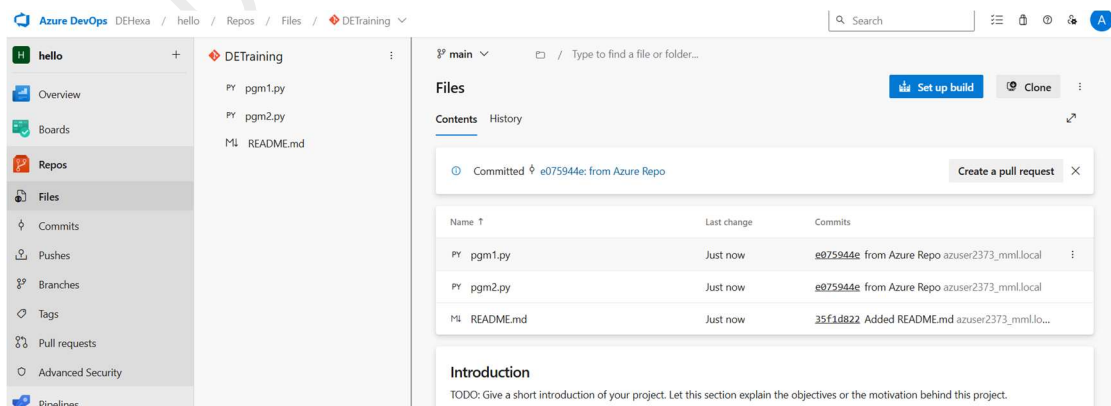 Azure DevOps DEHexa / hello / Repos / Files / DETraining
Search
A
H hello +
DETraining
main
/ Type to find a file or folder...
Overview
PY pgm1.py
Files
Set up build
Clone
Boards
PY pgm2.py
Contents History
M↓ README.md
Repos
Committed e075944e: from Azure Repo
Create a pull request
Files
Commits
Name ↑ Last change Commits
Pushes
PY pgm1.py Just now e075944e from Azure Repo azuser2373_mml.local
Branches
PY pgm2.py Just now e075944e from Azure Repo azuser2373_mml.local
Tags
M↓ README.md Just now 35f1d822 Added README.md azuser2373_mml.lo...
Pull requests
Advanced Security
Introduction
Pipelines
TODO: Give a short introduction of your project. Let this section explain the objectives or the motivation behind this project.